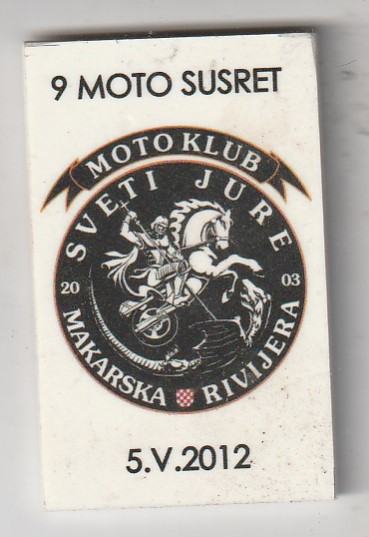 9 MOTO SUSRET
MOTO KLUB
SVETI JURE
20 03
MAKARSKA RIVIJERA
5.V.2012